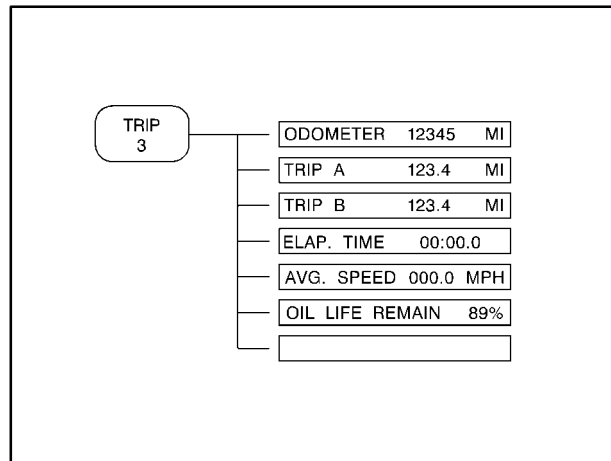 TRIP
3
ODOMETER 12345 MI
TRIP A 123.4 MI
TRIP B 123.4 MI
ELAP. TIME 00:00.0
AVG. SPEED 000.0 MPH
OIL LIFE REMAIN 89%